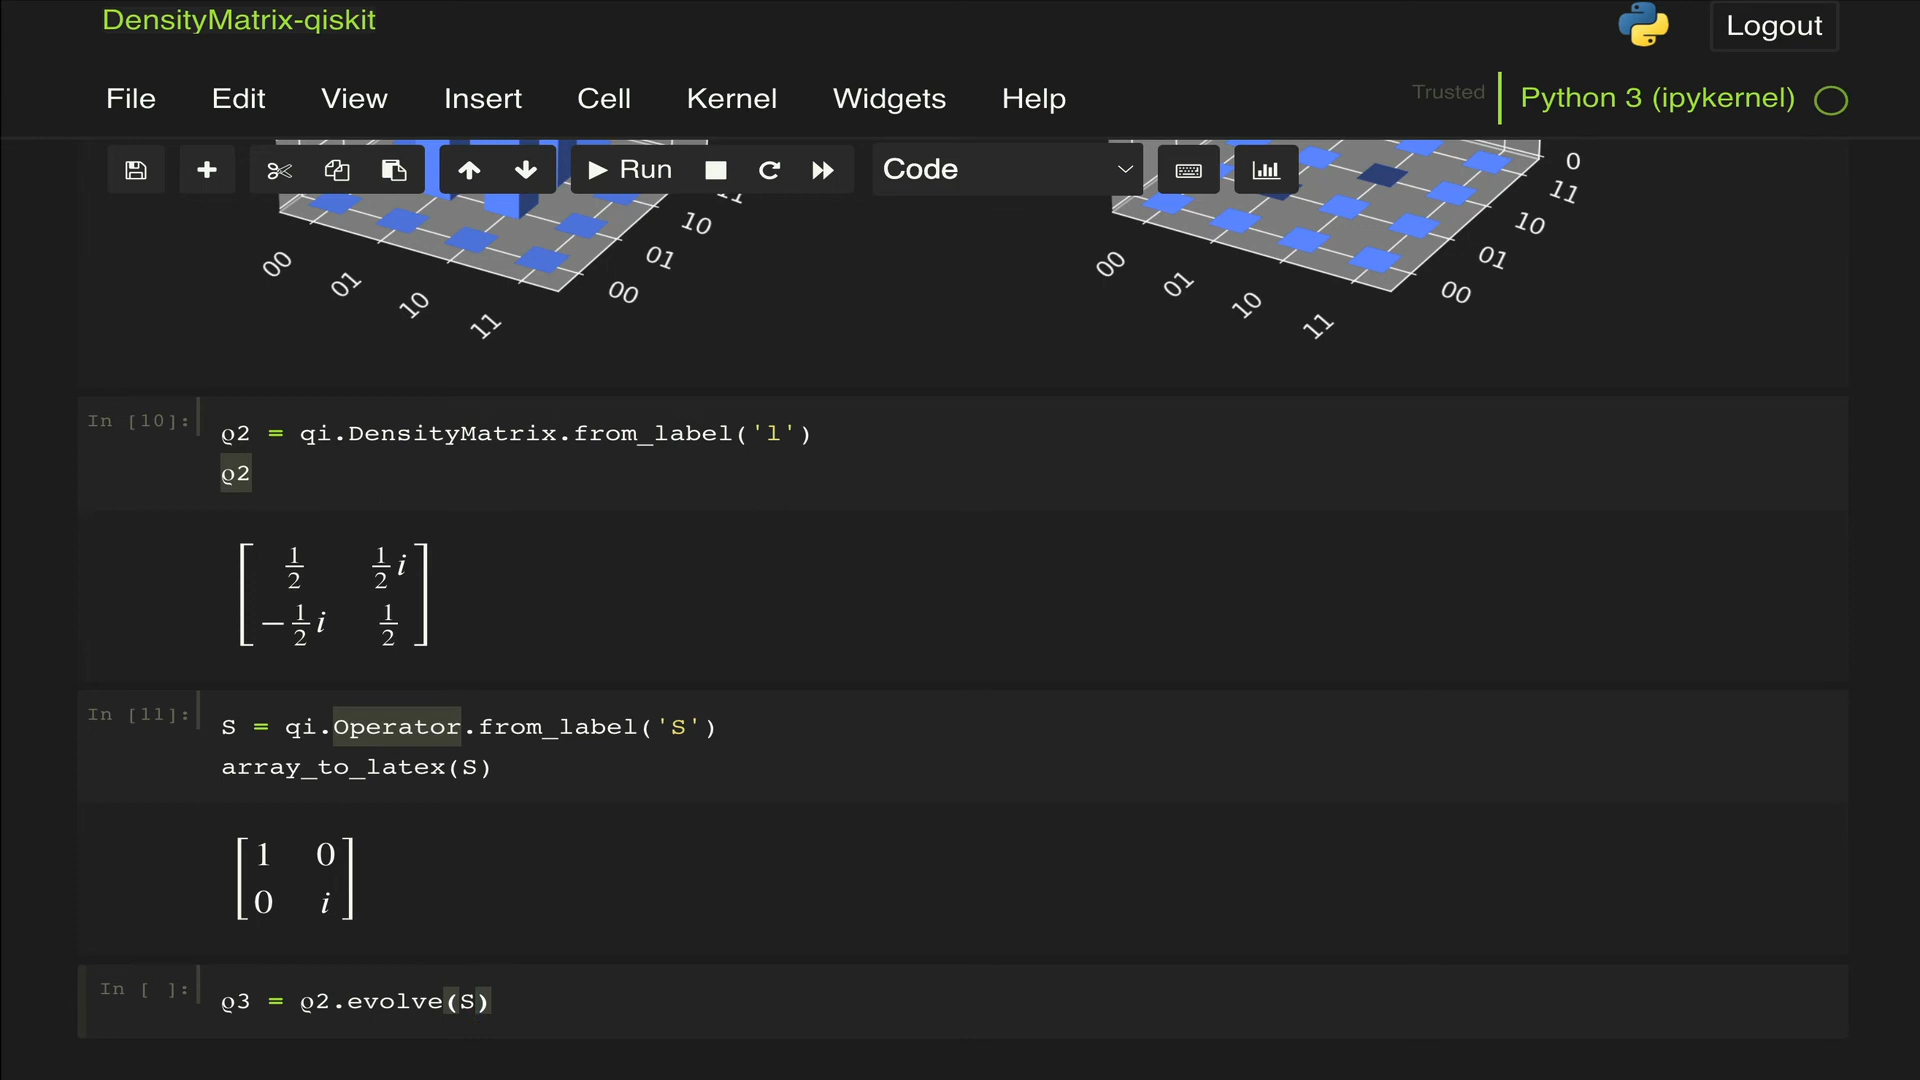 DensityMatrix-qiskit
Logout
File Edit View Insert Cell Kernel Widgets Help
Trusted
Python 3 (ipykernel)
Run
Code
00 01 10 11
00 01 10 11
00 01 10 11
00 01 10 11 0
In [10]:
ϱ2 = qi.DensityMatrix.from_label('l')
ϱ2
1/2 1/2 i
−1/2 i 1/2
In [11]:
S = qi.Operator.from_label('S')
array_to_latex(S)
1 0
0 i
In [ ]:
ϱ3 = ϱ2.evolve(S)